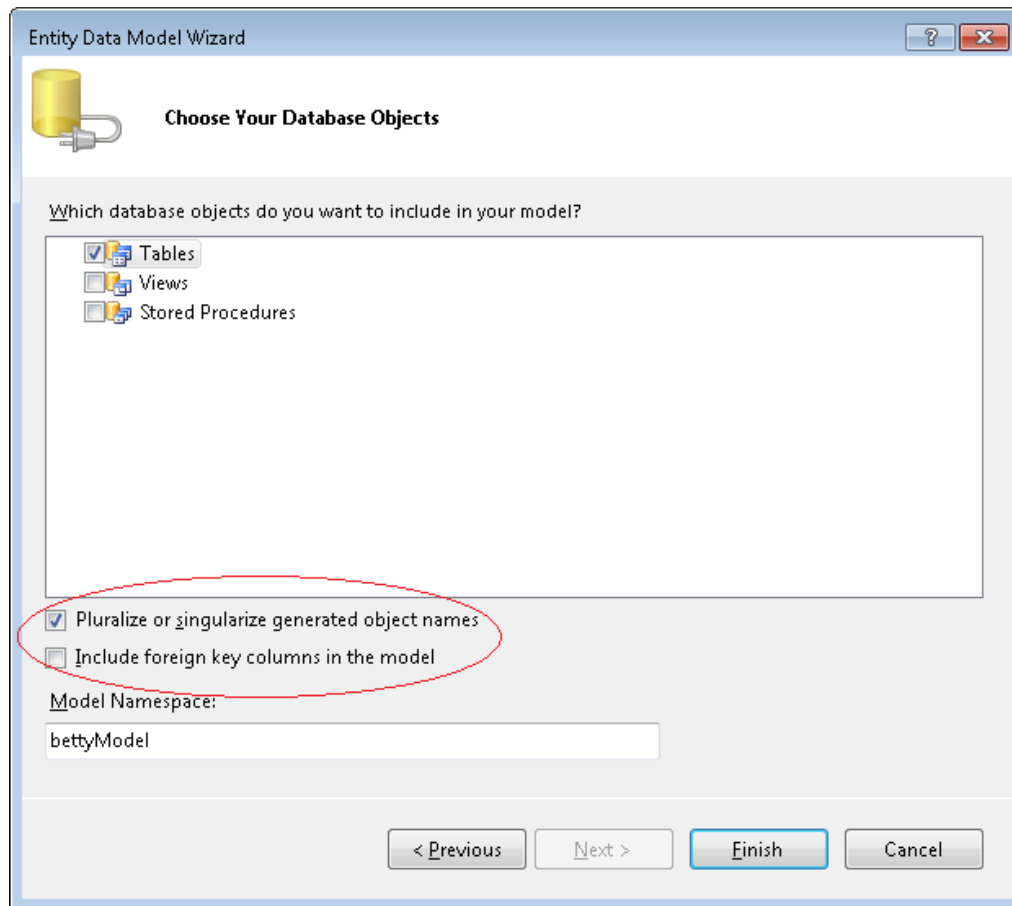 Entity Data Model Wizard
?
Choose Your Database Objects
Which database objects do you want to include in your model?
Tables
Views
Stored Procedures
Pluralize or singularize generated object names
Include foreign key columns in the model
Model Namespace:
bettyModel
< Previous Next > Finish Cancel